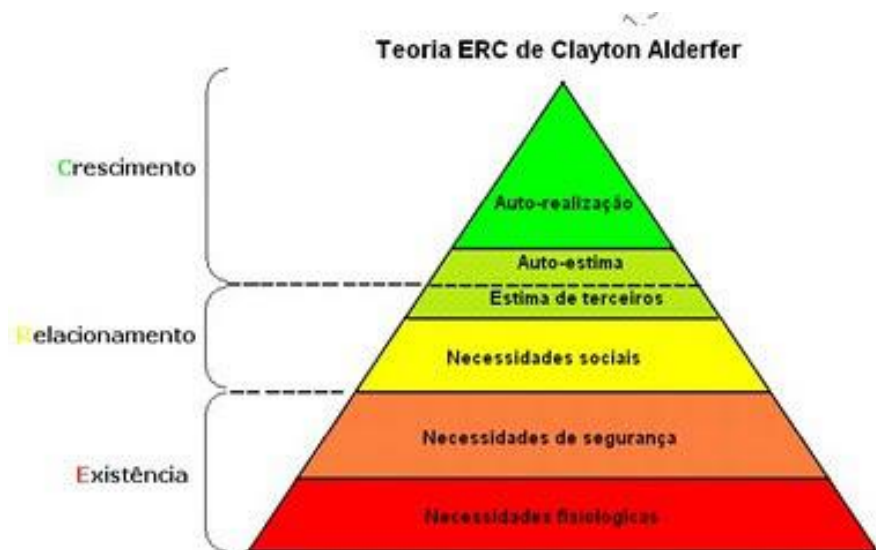 Teoria ERC de Clayton Alderfer
Crescimento
Auto-realização
Auto-estima
Estima de terceiros
Relacionamento
Necessidades sociais
Necessidades de segurança
Existência
Necessidades fisiologicas